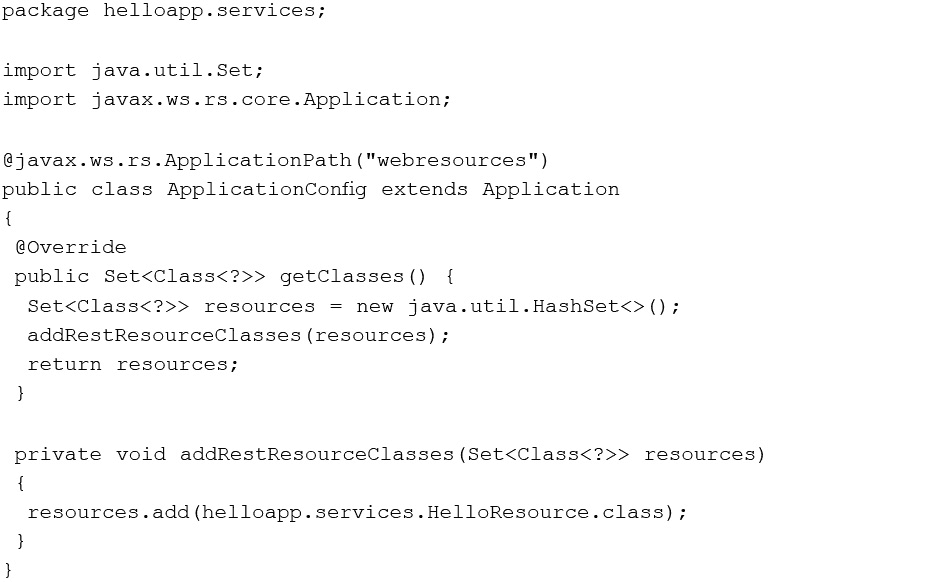 package helloapp.services;

import java.util.Set;
import javax.ws.rs.core.Application;

@javax.ws.rs.ApplicationPath("webresources")
public class ApplicationConfig extends Application
{
 @Override
 public Set<Class<?>> getClasses() {
  Set<Class<?>> resources = new java.util.HashSet<>();
  addRestResourceClasses(resources);
  return resources;
 }

 private void addRestResourceClasses(Set<Class<?>> resources)
 {
  resources.add(helloapp.services.HelloResource.class);
 }
}